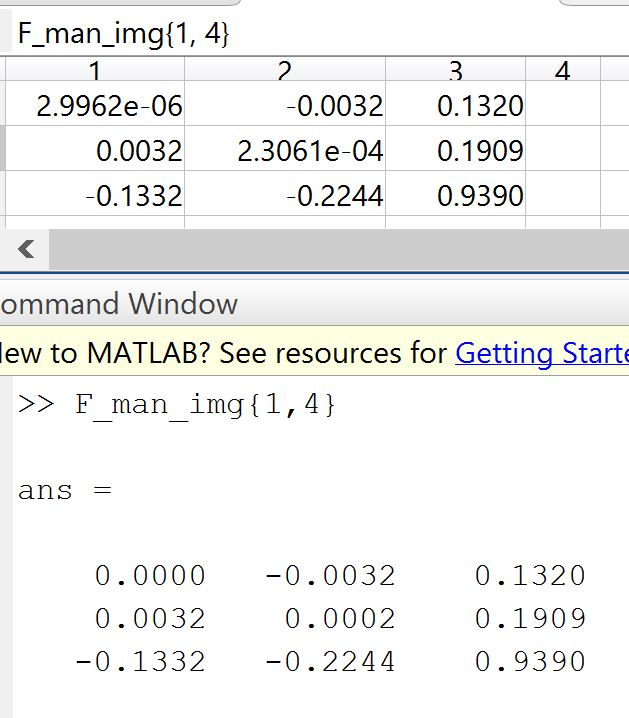 F_man_img{1, 4}
1 2 3 4
2.9962e-06 -0.0032 0.1320
0.0032 2.3061e-04 0.1909
-0.1332 -0.2244 0.9390
ommand Window
lew to MATLAB? See resources for Getting Starte
>> F_man_img{1,4}
ans =
0.0000 -0.0032 0.1320
0.0032 0.0002 0.1909
-0.1332 -0.2244 0.9390